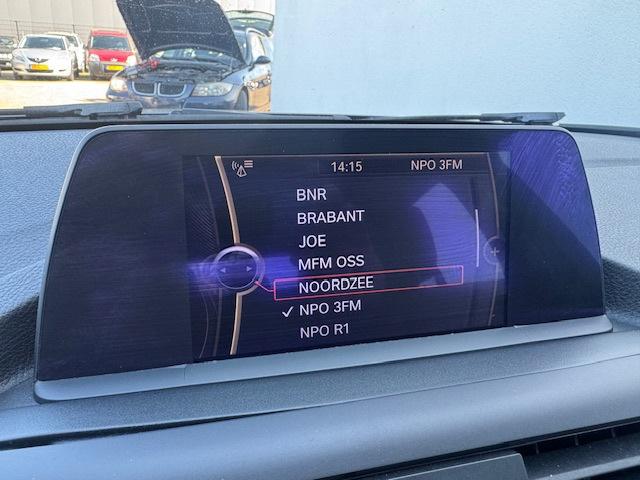 14:15 NPO 3FM
BNR
BRABANT
JOE
MFM OSS
NOORDZEE
NPO 3FM
NPO R1